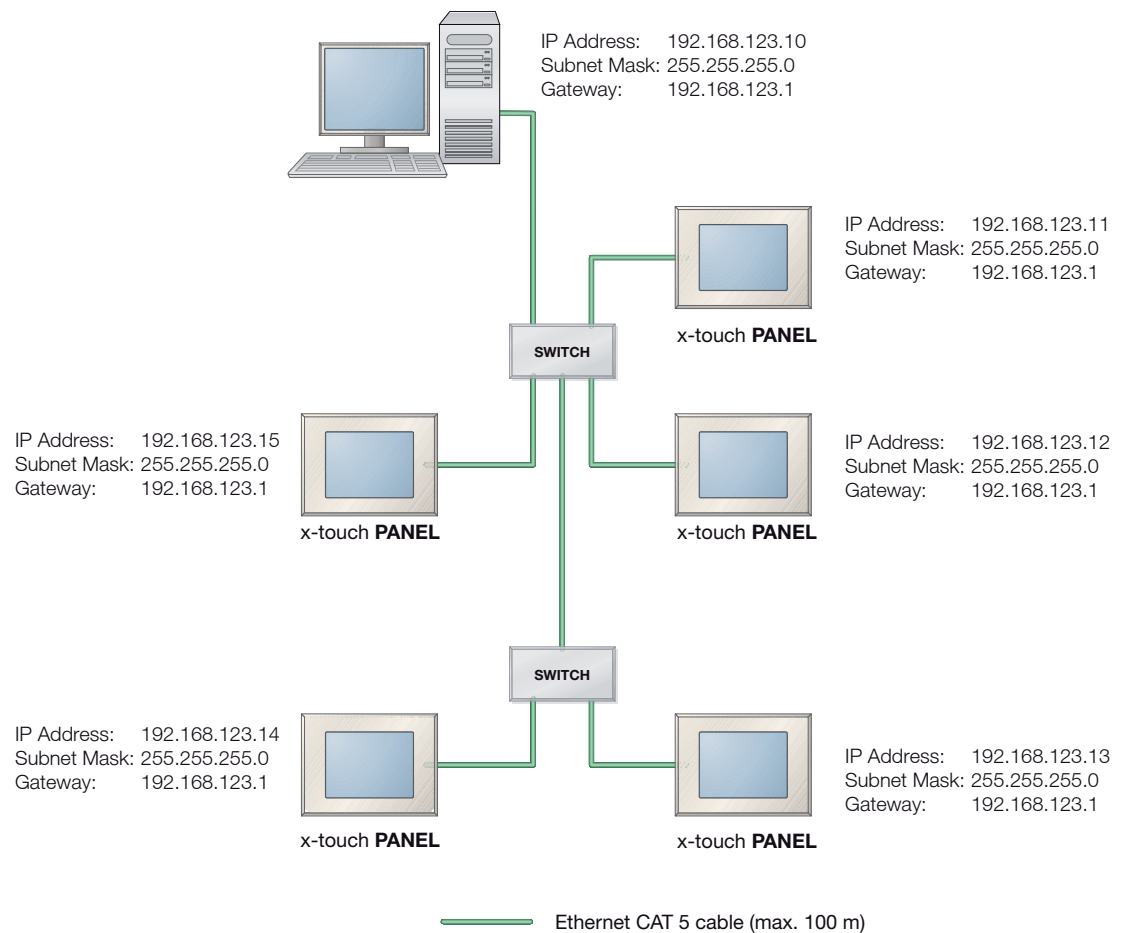 IP Address: 192.168.123.10
Subnet Mask: 255.255.255.0
Gateway: 192.168.123.1
IP Address: 192.168.123.11
Subnet Mask: 255.255.255.0
Gateway: 192.168.123.1
x-touch PANEL
SWITCH
IP Address: 192.168.123.15
Subnet Mask: 255.255.255.0
Gateway: 192.168.123.1
x-touch PANEL
IP Address: 192.168.123.12
Subnet Mask: 255.255.255.0
Gateway: 192.168.123.1
x-touch PANEL
SWITCH
IP Address: 192.168.123.14
Subnet Mask: 255.255.255.0
Gateway: 192.168.123.1
x-touch PANEL
IP Address: 192.168.123.13
Subnet Mask: 255.255.255.0
Gateway: 192.168.123.1
x-touch PANEL
Ethernet CAT 5 cable (max. 100 m)